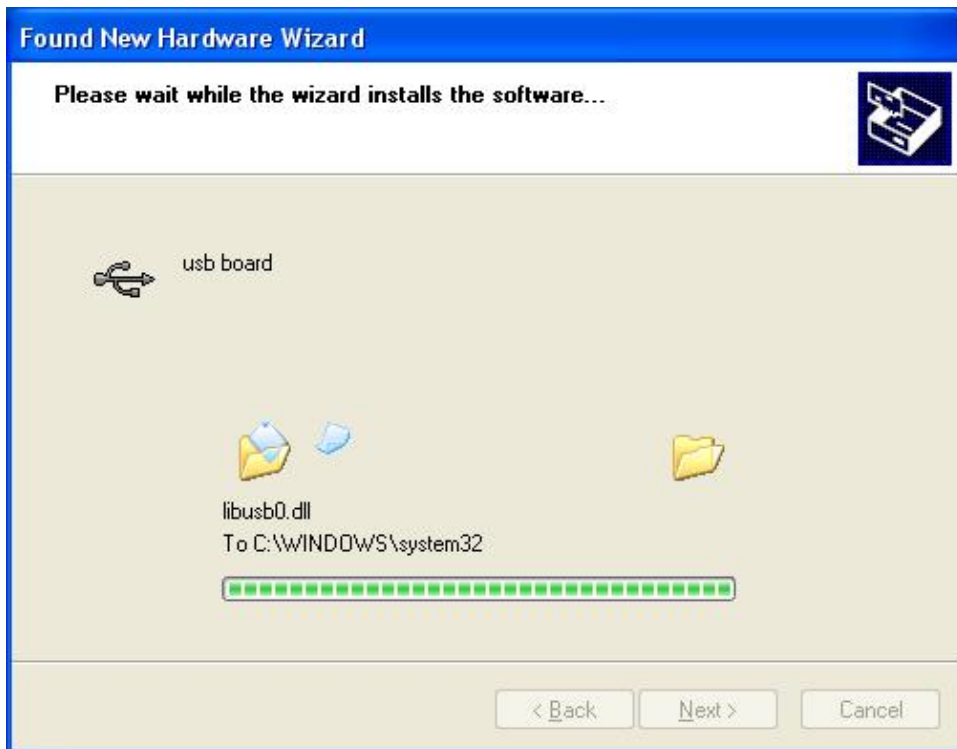 Found New Hardware Wizard
Please wait while the wizard installs the software...
usb board
libusb0.dll
To C:\WINDOWS\system32
< Back
Next >
Cancel